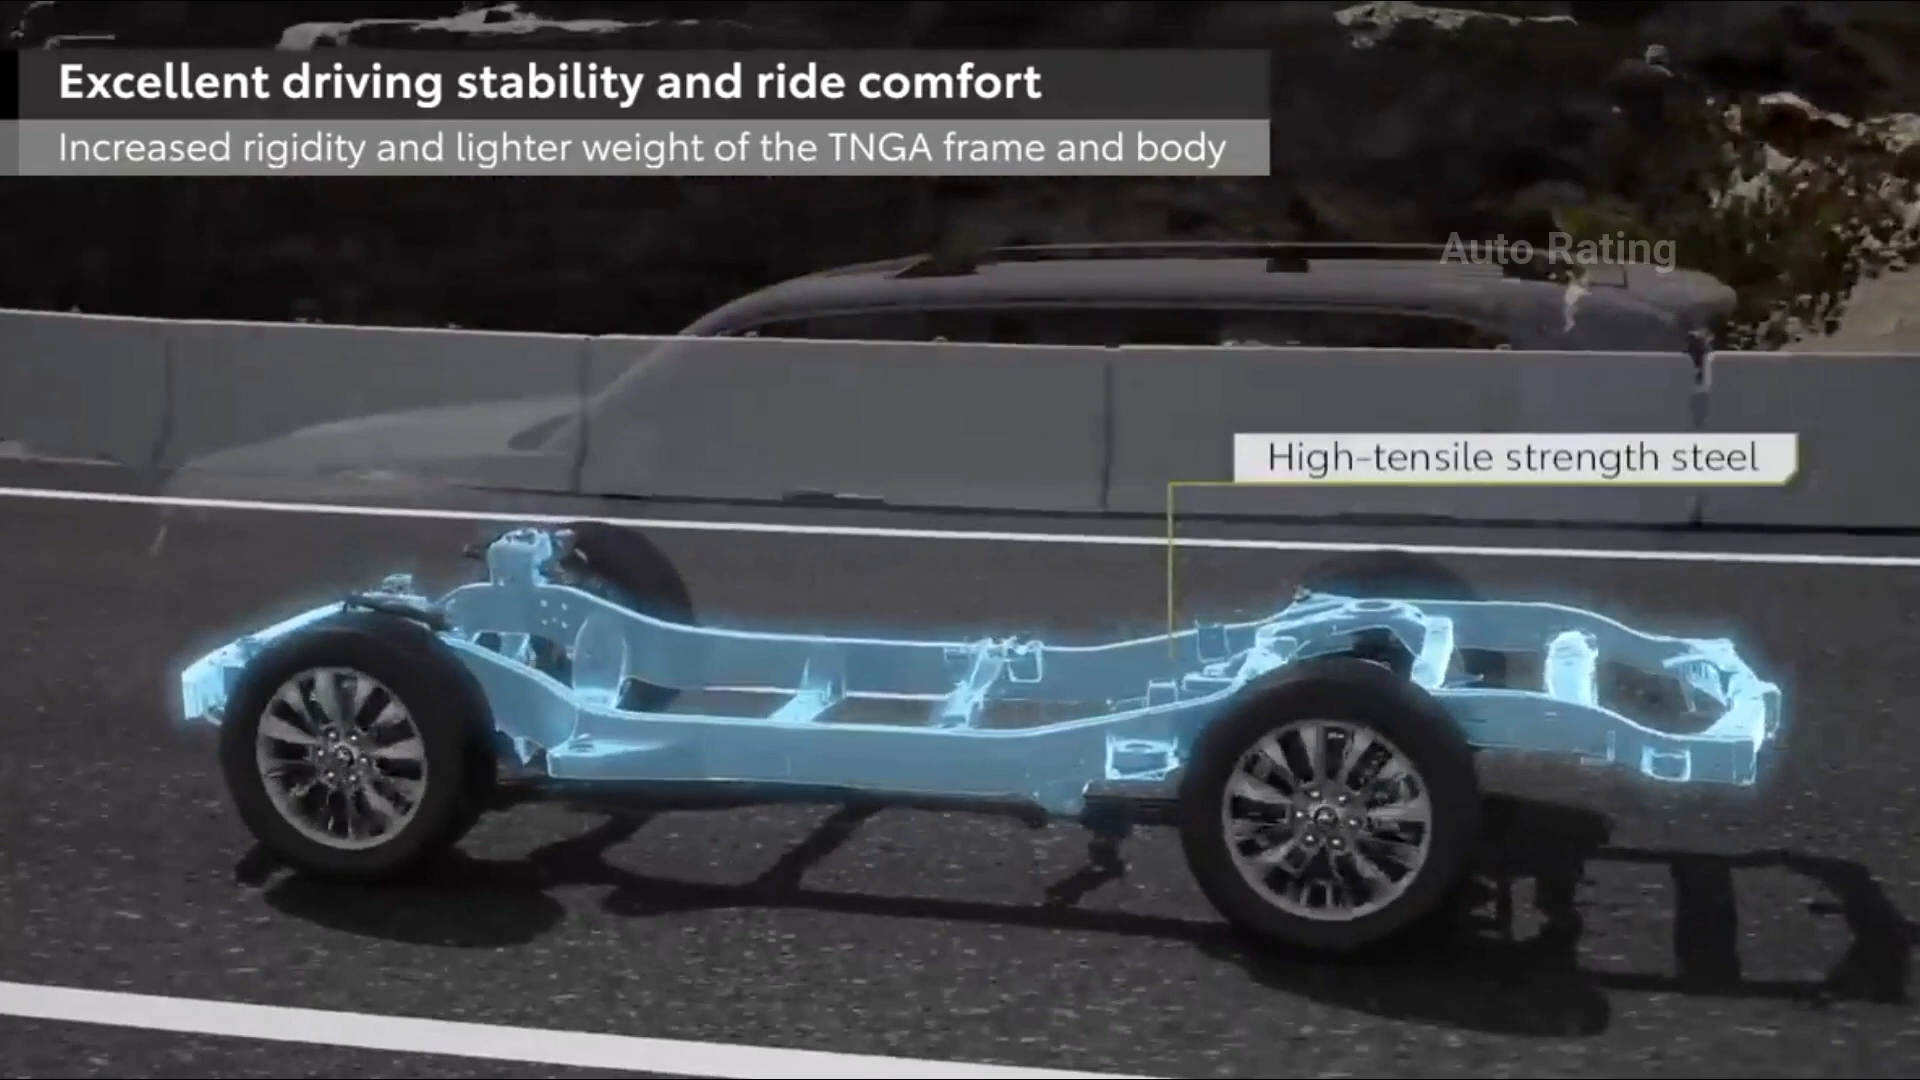 Excellent driving stability and ride comfort
Increased rigidity and lighter weight of the TNGA frame and body
Auto Rating
High-tensile strength steel